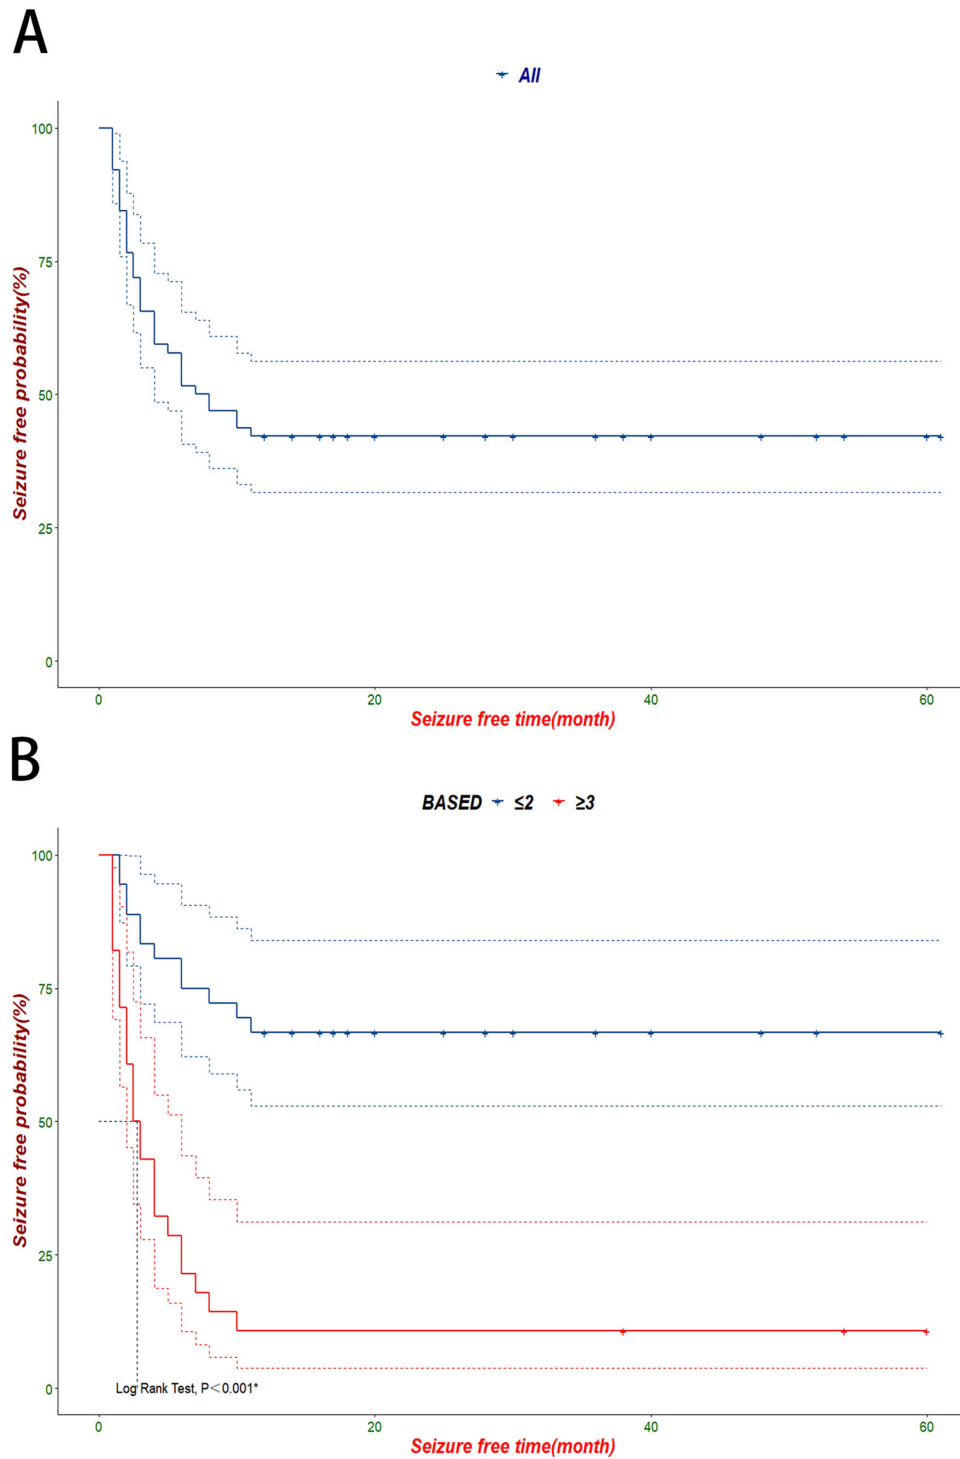 A
All
100
75
50
25
0
Seizure free probability(%)
0 20 40 60
Seizure free time(month)
B
BASED ≤2 ≥3
100
75
50
25
0
Seizure free probability(%)
Log Rank Test, P<0.001*
0 20 40 60
Seizure free time(month)